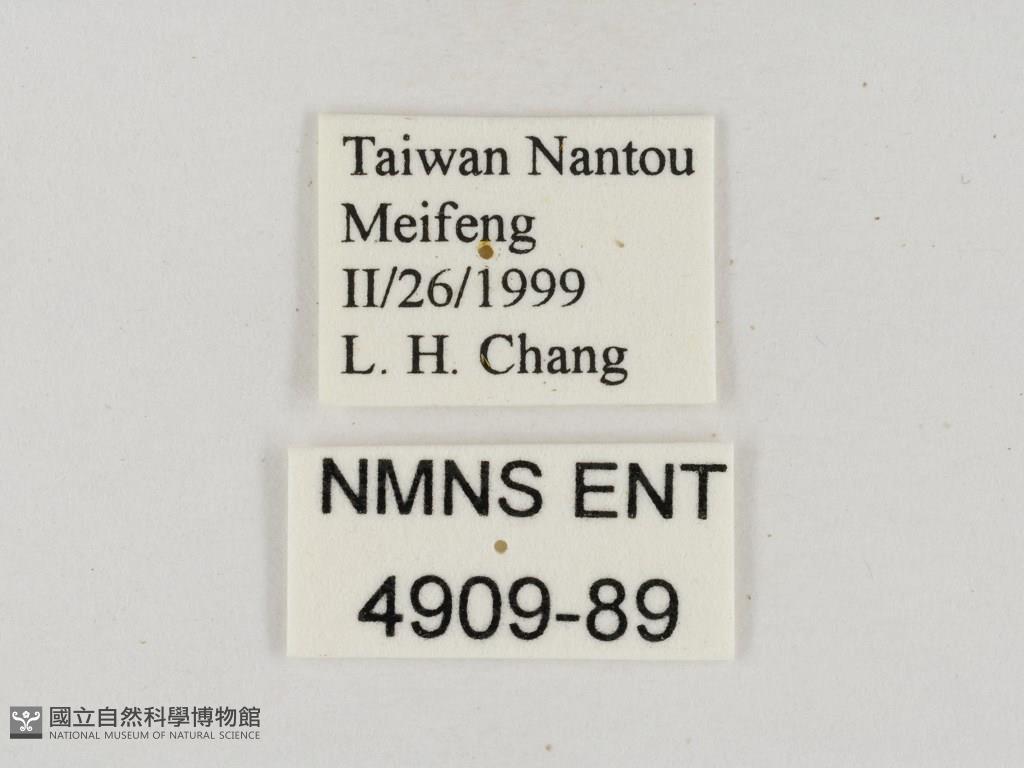 Taiwan Nantou
Meifeng
II/26/1999
L. H. Chang
NMNS ENT
4909-89
國立自然科學博物館
NATIONAL MUSEUM OF NATURAL SCIENCE